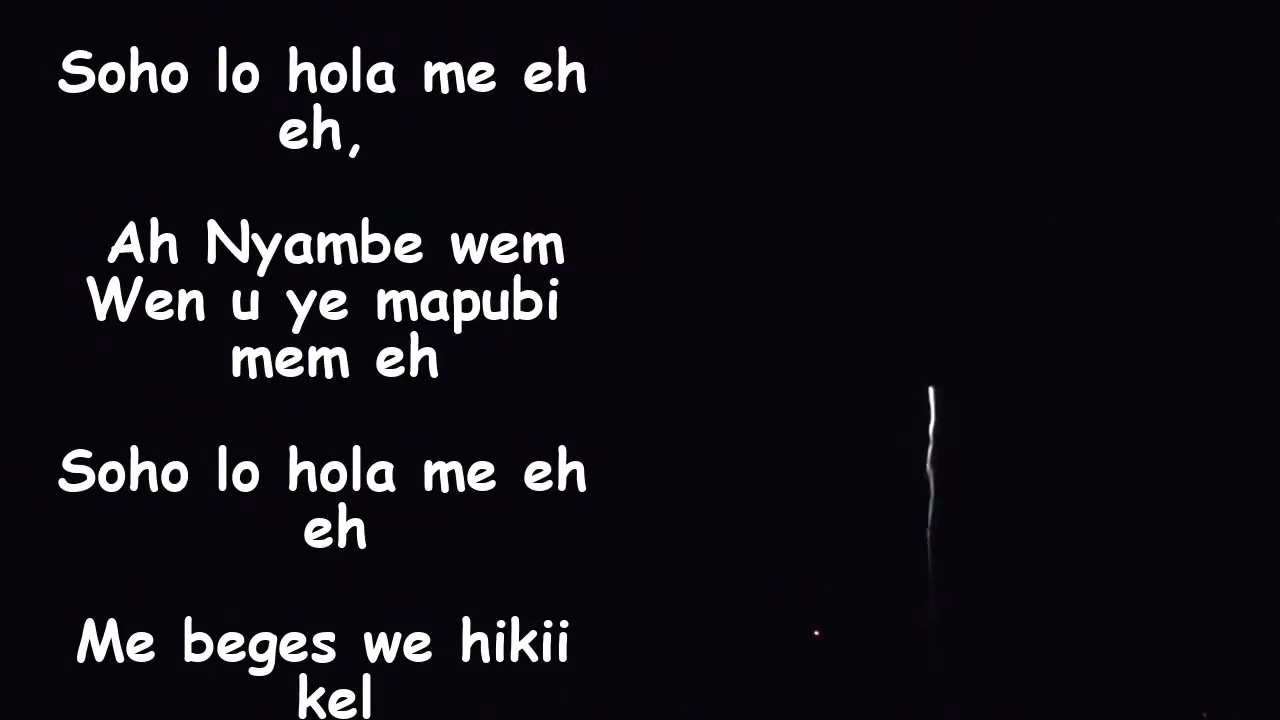 Soho lo hola me eh
eh,
Ah Nyambe wem
Wen u ye mapubi
mem eh
Soho lo hola me eh
eh
Me beges we hikii
kel